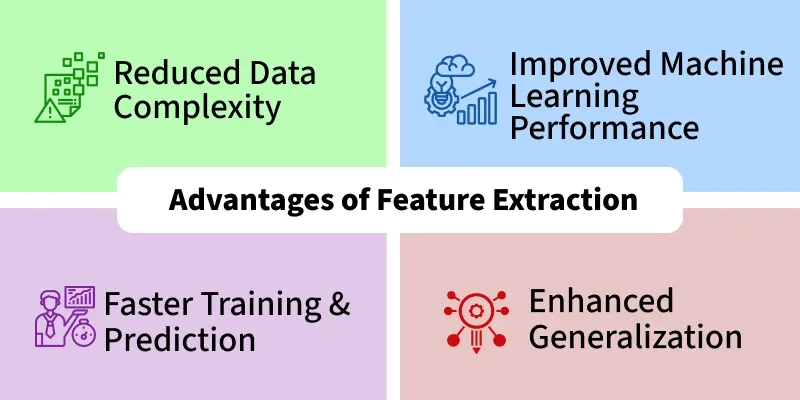 Reduced Data
Complexity
Improved Machine
Learning
Performance
Advantages of Feature Extraction
Faster Training &
Prediction
Enhanced
Generalization